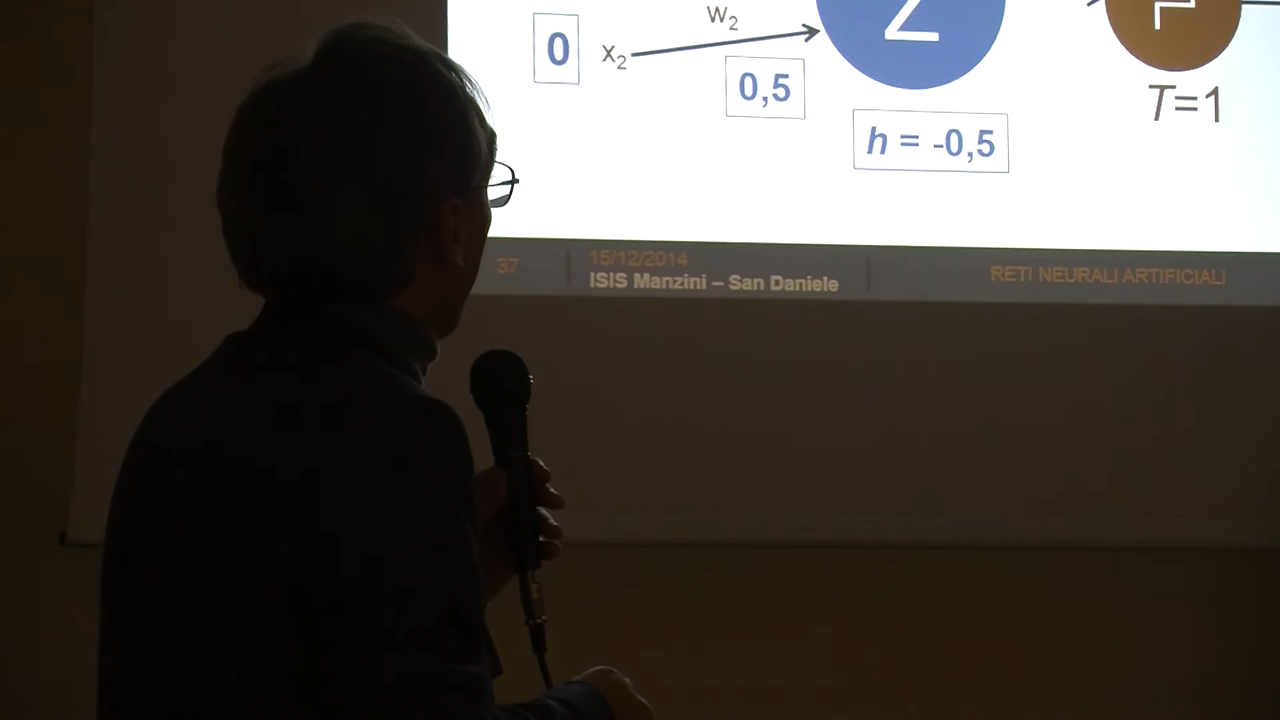 w₂
0
x₂
Σ
0,5
T=1
h = -0,5
37
15/12/2014
ISIS Manzini – San Daniele
RETI NEURALI ARTIFICIALI